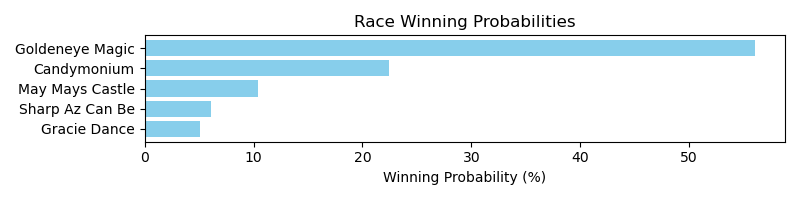 Race Winning Probabilities
Goldeneye Magic
Candymonium
May Mays Castle
Sharp Az Can Be
Gracie Dance
0 10 20 30 40 50
Winning Probability (%)